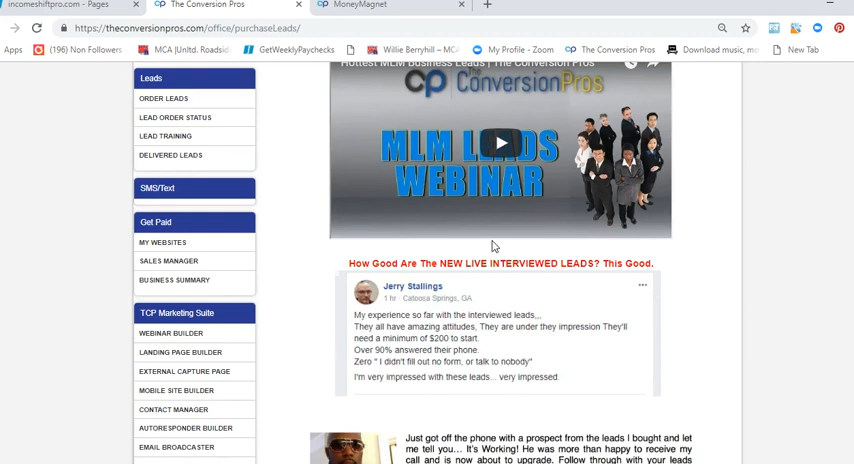 incomeshiftpro.com - Pages
The Conversion Pros
MoneyMagnet
https://theconversionpros.com/office/purchaseLeads/
Apps
(196) Non Followers
MCA |Unltd. Roadside
GetWeeklyPaychecks
Willie Berryhill – MCA
My Profile - Zoom
The Conversion Pros
Download music, mo
New Tab
Leads
ORDER LEADS
LEAD ORDER STATUS
LEAD TRAINING
DELIVERED LEADS
SMS/Text
Get Paid
MY WEBSITES
SALES MANAGER
BUSINESS SUMMARY
TCP Marketing Suite
WEBINAR BUILDER
LANDING PAGE BUILDER
EXTERNAL CAPTURE PAGE
MOBILE SITE BUILDER
CONTACT MANAGER
AUTORESPONDER BUILDER
EMAIL BROADCASTER
Hottest MLM Business Leads | The Conversion Pros
cp The ConversionPros
MLM LEADS
WEBINAR
How Good Are The NEW LIVE INTERVIEWED LEADS? This Good.
Jerry Stallings
1 hr · Catoosa Springs, GA
My experience so far with the interviewed leads,,,
They all have amazing attitudes, They are under they impression They'll
need a minimum of $200 to start.
Over 90% answered their phone.
Zero " I didn't fill out no form, or talk to nobody"
I'm very impressed with these leads... very impressed.
Just got off the phone with a prospect from the leads I bought and let
me tell you... It's Working! He was more than happy to receive my
call and is now about to upgrade. Follow through with your leads